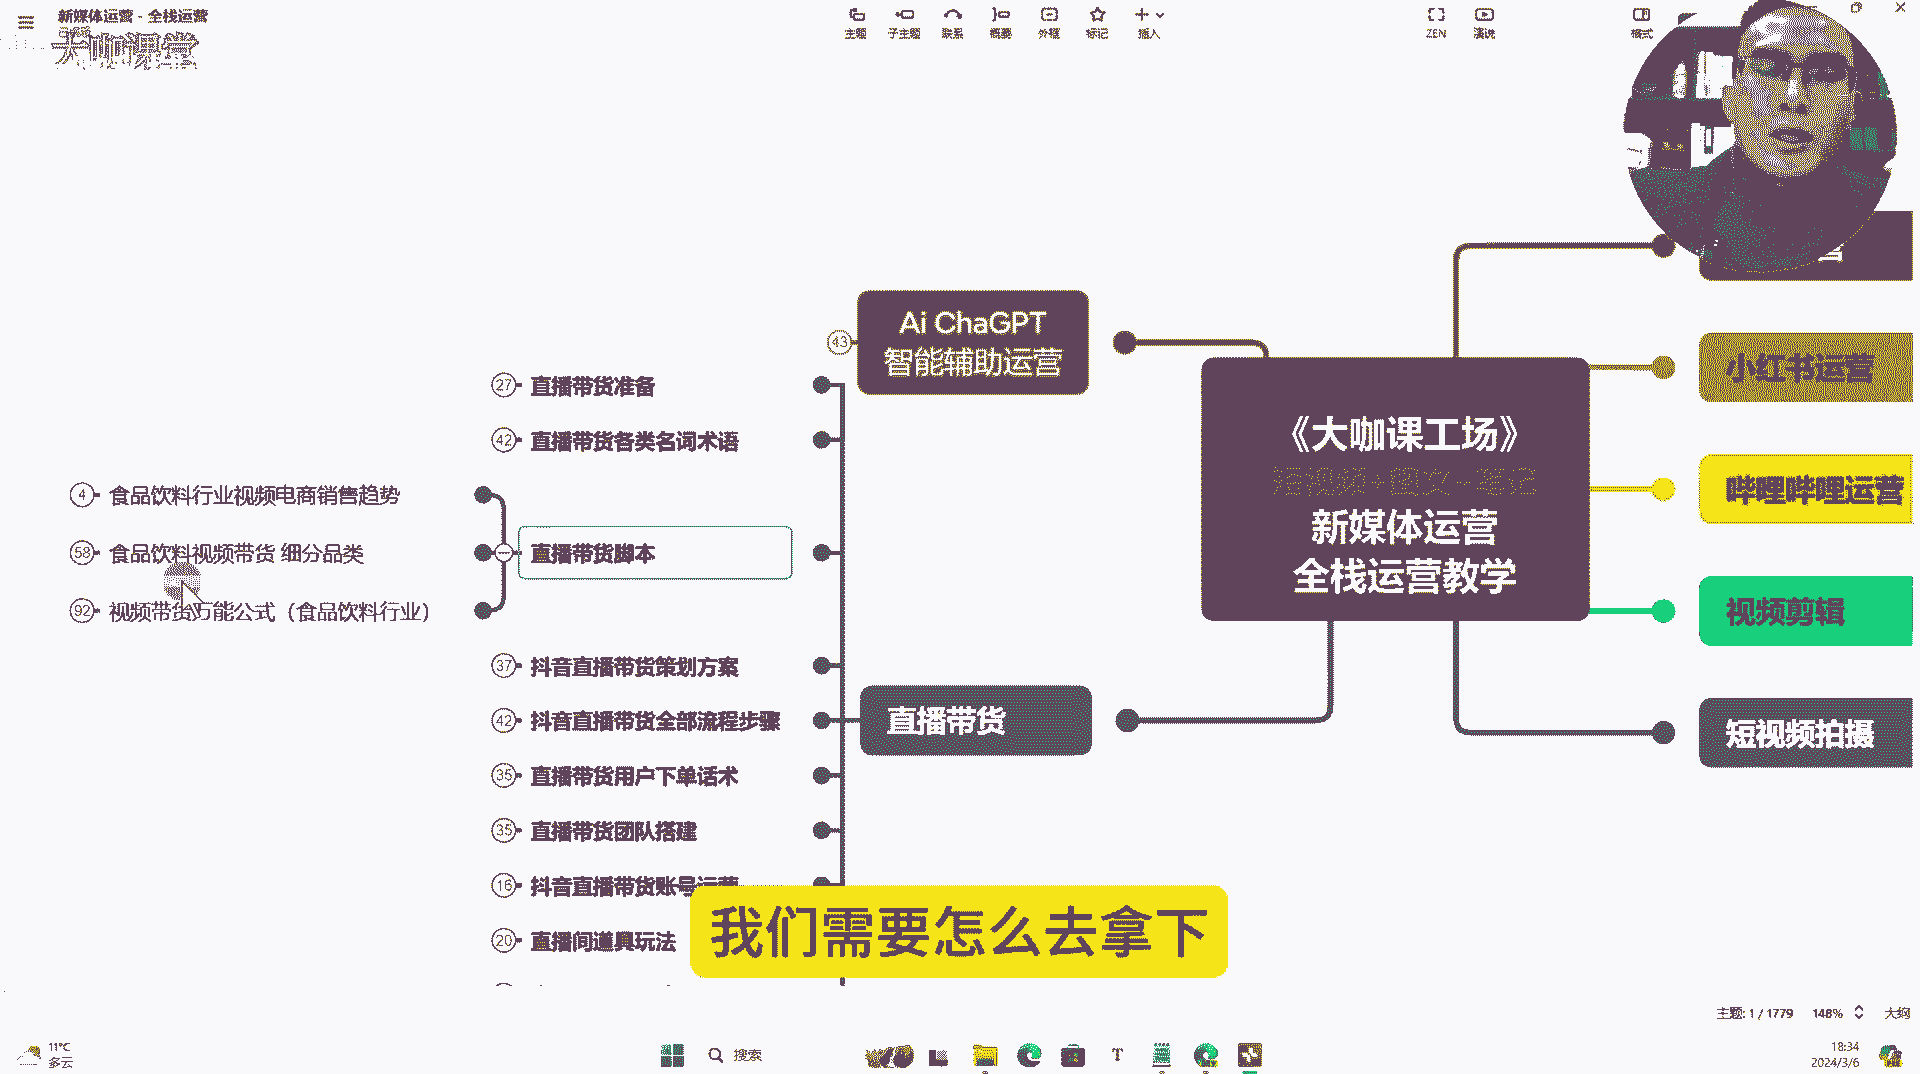 新媒体运营 - 全栈运营
大咖课堂
主题
子主题
联系
概要
外框
标记
插入
ZEN
演说
格式
Ai ChaGPT
智能辅助运营
43
27
直播带货准备
42
直播带货各类名词术语
4
食品饮料行业视频电商销售趋势
58
食品饮料视频带货 细分品类
92
视频带货万能公式（食品饮料行业）
直播带货脚本
37
抖音直播带货策划方案
42
抖音直播带货全部流程步骤
35
直播带货用户下单话术
35
直播带货团队搭建
16
抖音直播带货账号运营
20
直播间道具玩法
直播带货
《大咖课工场》
短视频+图文+笔记
新媒体运营
全栈运营教学
小红书运营
哔哩哔哩运营
视频剪辑
短视频拍摄
我们需要怎么去拿下
主题: 1 / 1779
148%
大纲
11°C
多云
搜索
18:34
2024/3/6